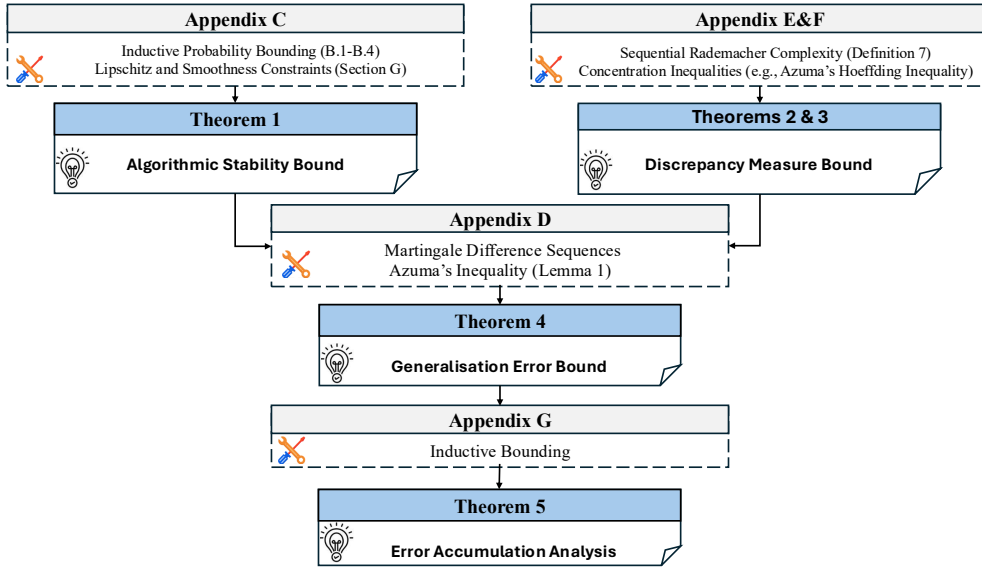 Appendix C
Inductive Probability Bounding (B.1-B.4)
Lipschitz and Smoothness Constraints (Section G)
Theorem 1
Algorithmic Stability Bound
Appendix E&F
Sequential Rademacher Complexity (Definition 7)
Concentration Inequalities (e.g., Azuma's Hoeffding Inequality)
Theorems 2 & 3
Discrepancy Measure Bound
Appendix D
Martingale Difference Sequences
Azuma's Inequality (Lemma 1)
Theorem 4
Generalisation Error Bound
Appendix G
Inductive Bounding
Theorem 5
Error Accumulation Analysis